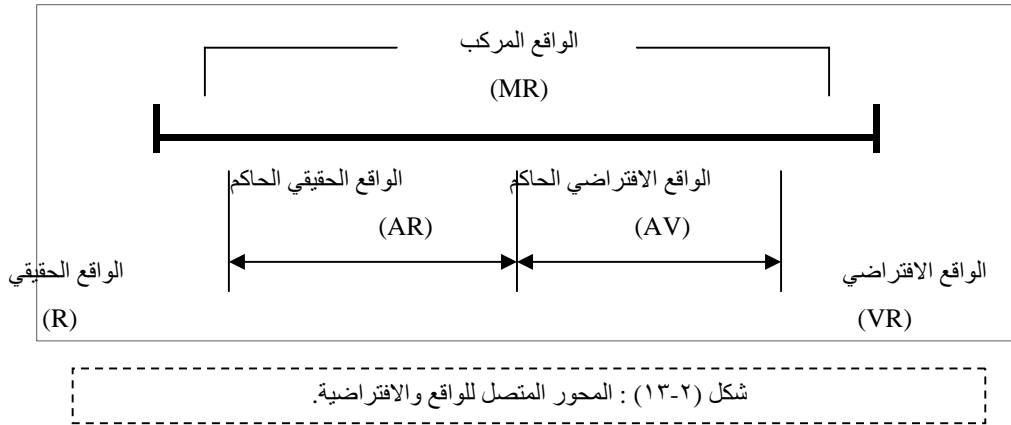 الواقع المركب
(MR)
الواقع الافتراضي الحاكم
(AV)
الواقع الحقيقي الحاكم
(AR)
الواقع الافتراضي
(VR)
الواقع الحقيقي
(R)
شكل (٢-١٣) : المحور المتصل للواقع والافتراضية.